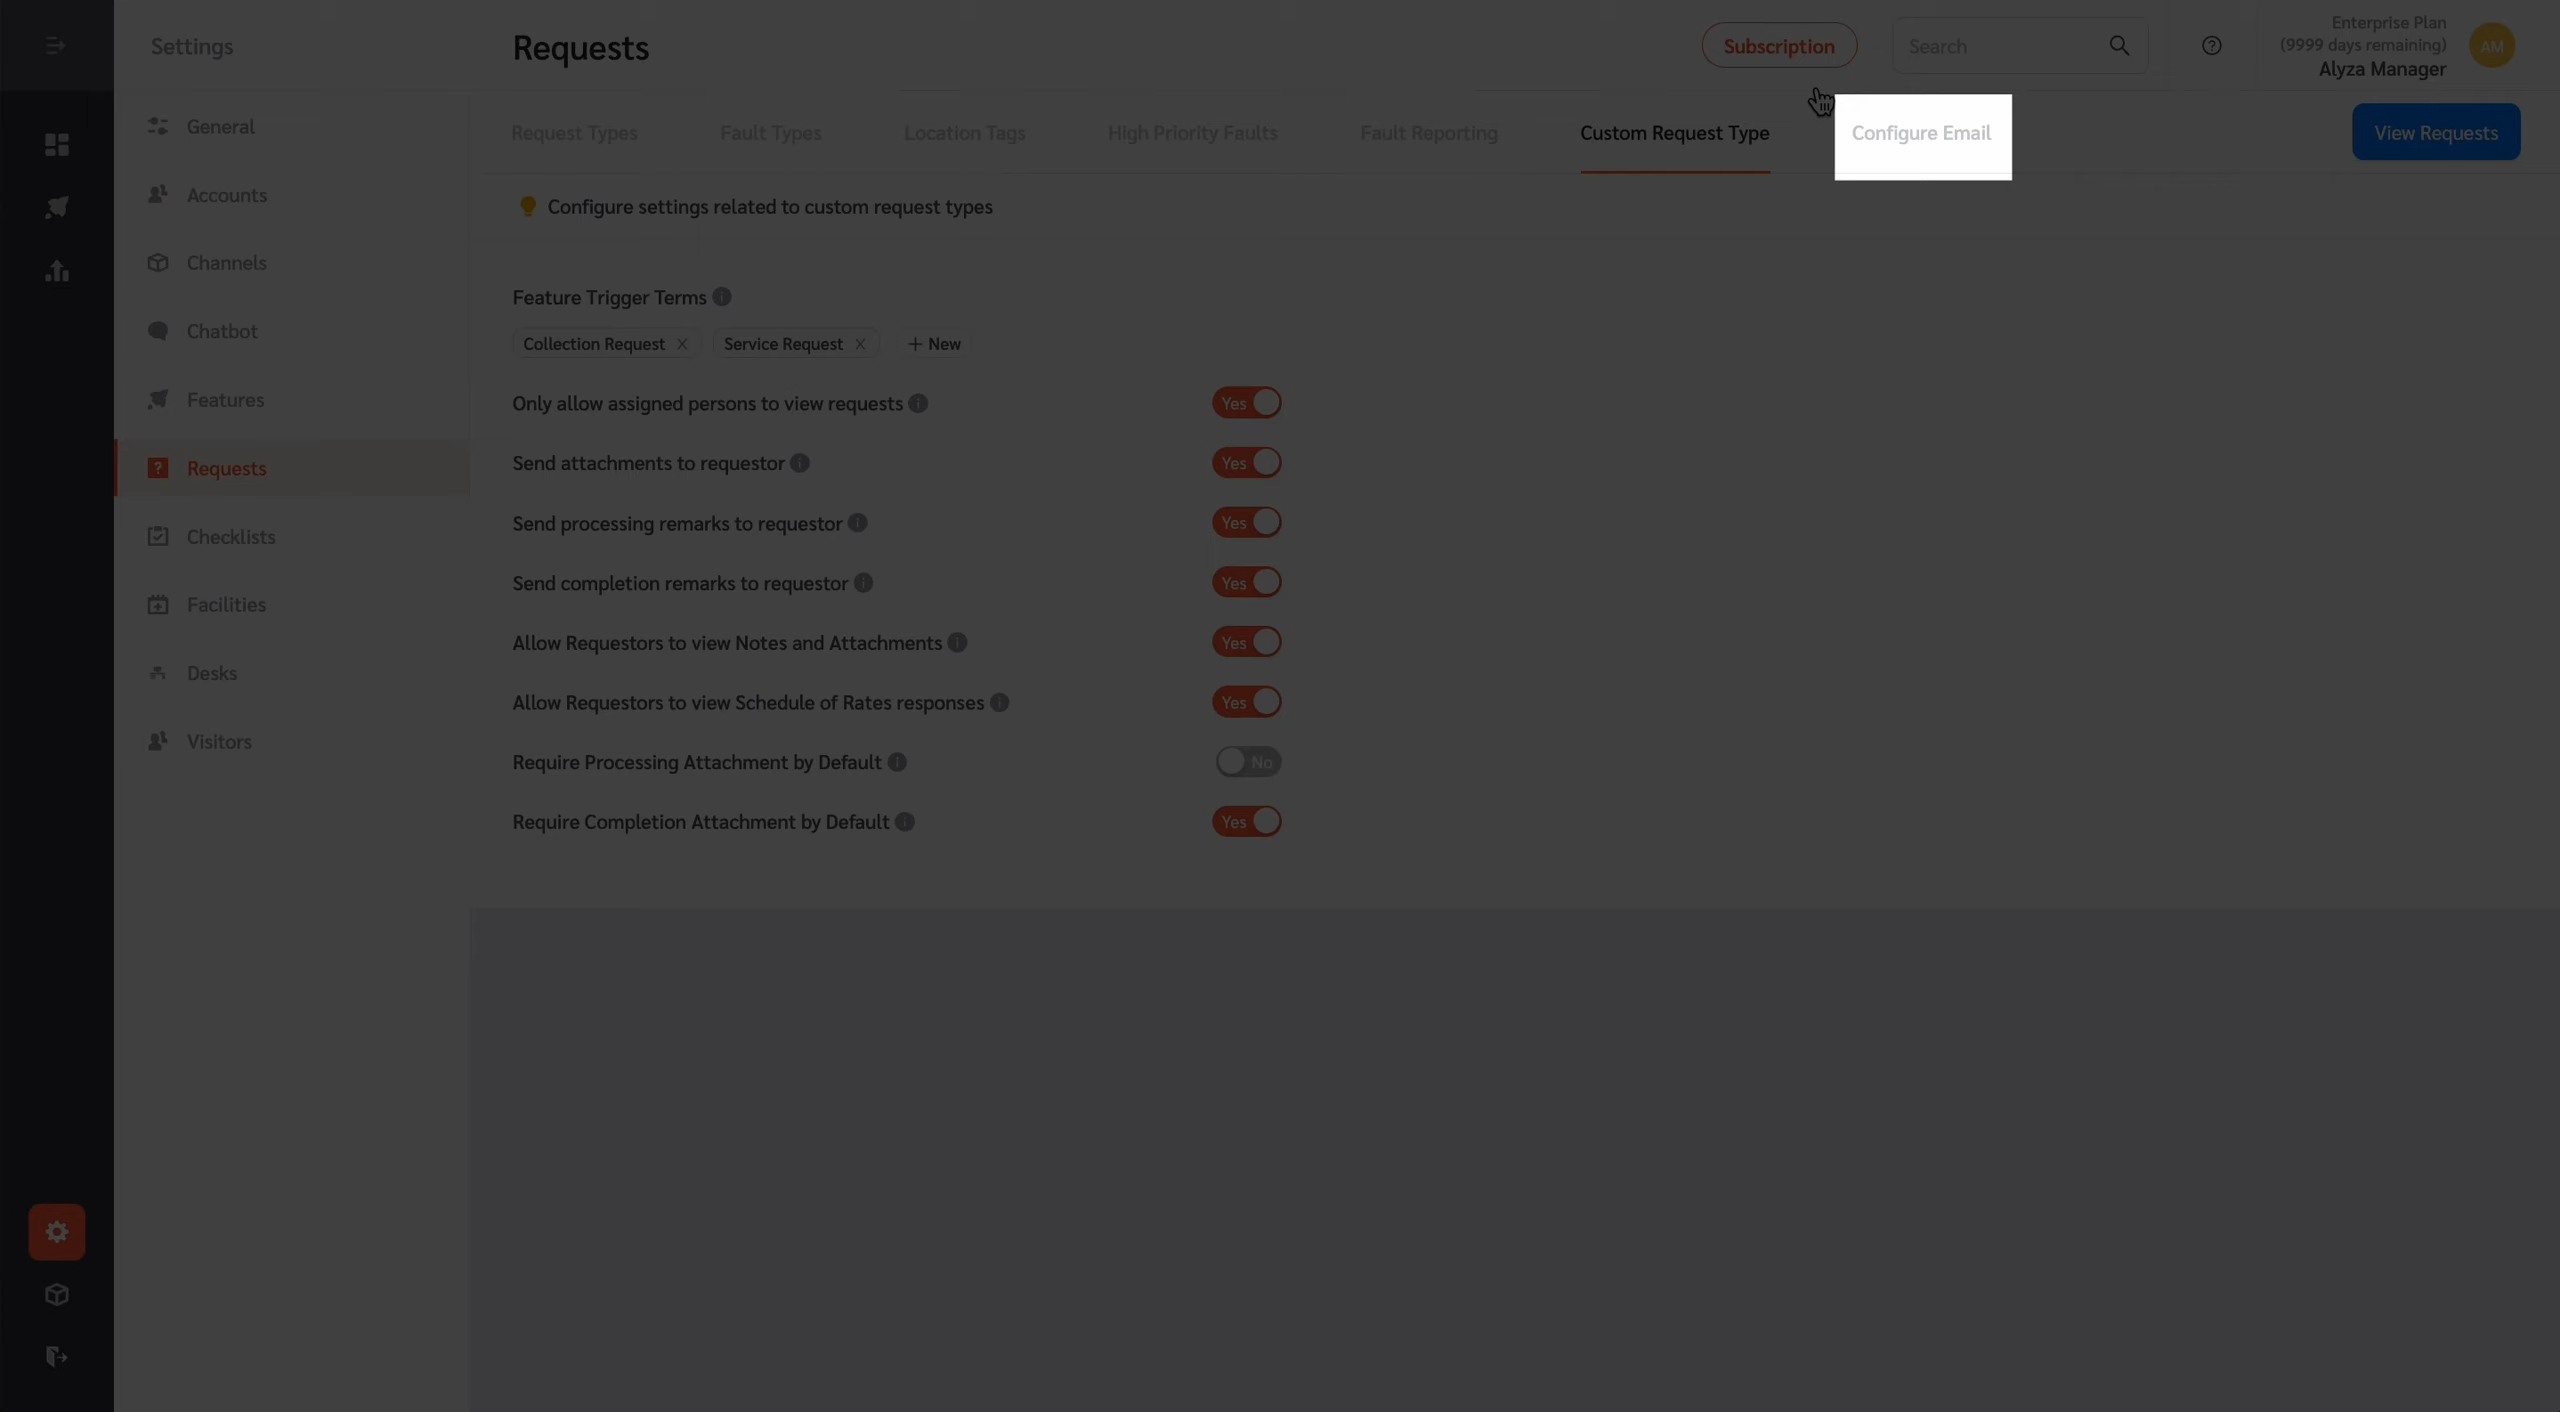 Settings
Requests
Subscription
Search
Enterprise Plan
(9999 days remaining)
Alyza Manager
AM
General
Accounts
Channels
Chatbot
Features
Requests
Checklists
Facilities
Desks
Visitors
Request Types
Fault Types
Location Tags
High Priority Faults
Fault Reporting
Custom Request Type
Configure Email
View Requests
Configure settings related to custom request types
Feature Trigger Terms
Collection Request × Service Request × + New
Only allow assigned persons to view requests Yes
Send attachments to requestor Yes
Send processing remarks to requestor Yes
Send completion remarks to requestor Yes
Allow Requestors to view Notes and Attachments Yes
Allow Requestors to view Schedule of Rates responses Yes
Require Processing Attachment by Default No
Require Completion Attachment by Default Yes